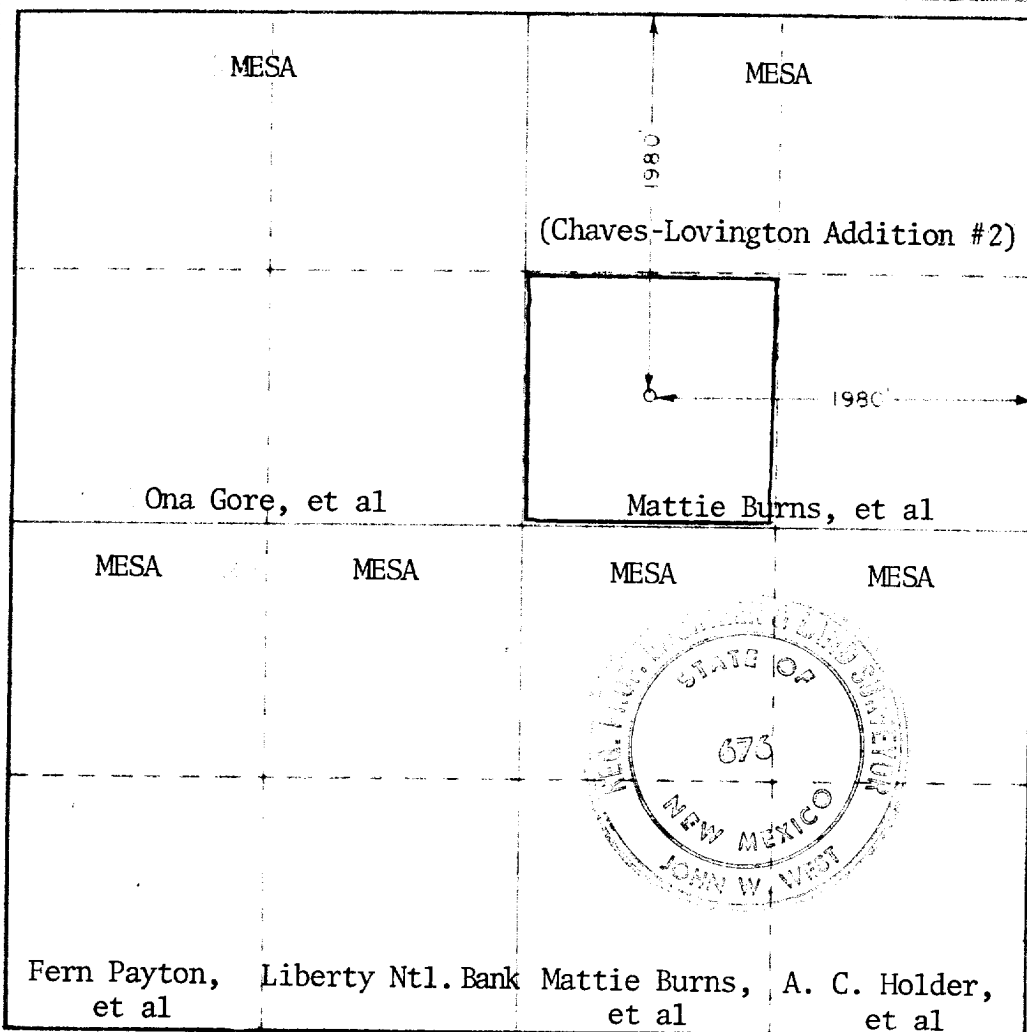 MESA
MESA
1980'
(Chaves-Lovington Addition #2)
1980'
Ona Gore, et al
Mattie Burns, et al
MESA
MESA
MESA
MESA
STATE OF
676
NEW MEXICO
JOHN W. WEST
Fern Payton,
et al
Liberty Ntl. Bank
Mattie Burns,
et al
A. C. Holder,
et al